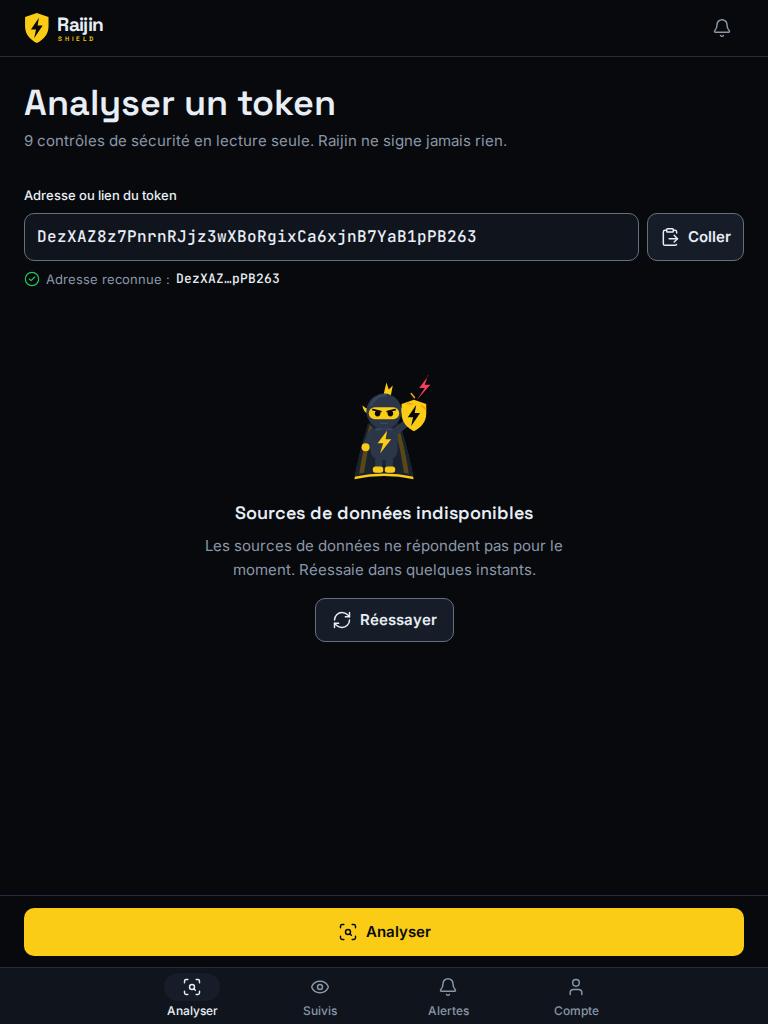 Raijin
SHIELD
Analyser un token
9 contrôles de sécurité en lecture seule. Raijin ne signe jamais rien.
Adresse ou lien du token
DezXAZ8z7PnrnRJjz3wXBoRgixCa6xjnB7YaB1pPB263
Coller
Adresse reconnue : DezXAZ…pPB263
Sources de données indisponibles
Les sources de données ne répondent pas pour le
moment. Réessaie dans quelques instants.
Réessayer
Analyser
Analyser
Suivis
Alertes
Compte